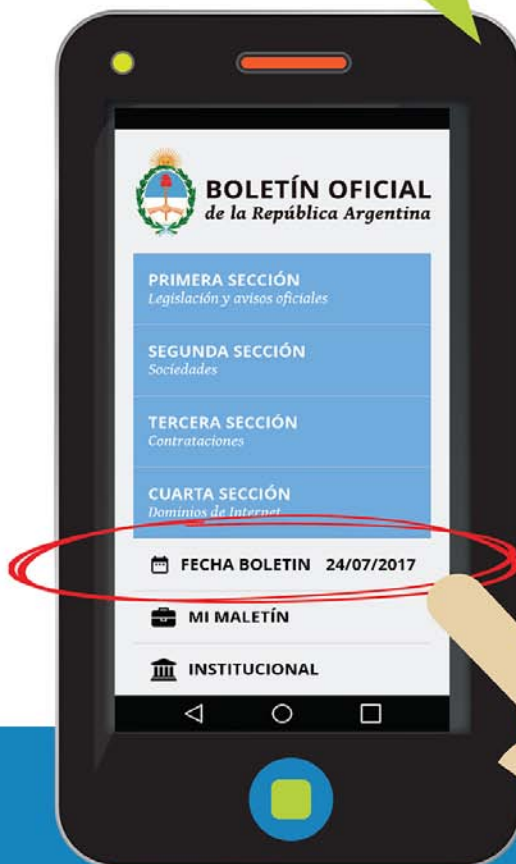 BOLETÍN OFICIAL
de la República Argentina
PRIMERA SECCIÓN
Legislación y avisos oficiales
SEGUNDA SECCIÓN
Sociedades
TERCERA SECCIÓN
Contrataciones
CUARTA SECCIÓN
Dominios de Internet
FECHA BOLETIN 24/07/2017
MI MALETÍN
INSTITUCIONAL